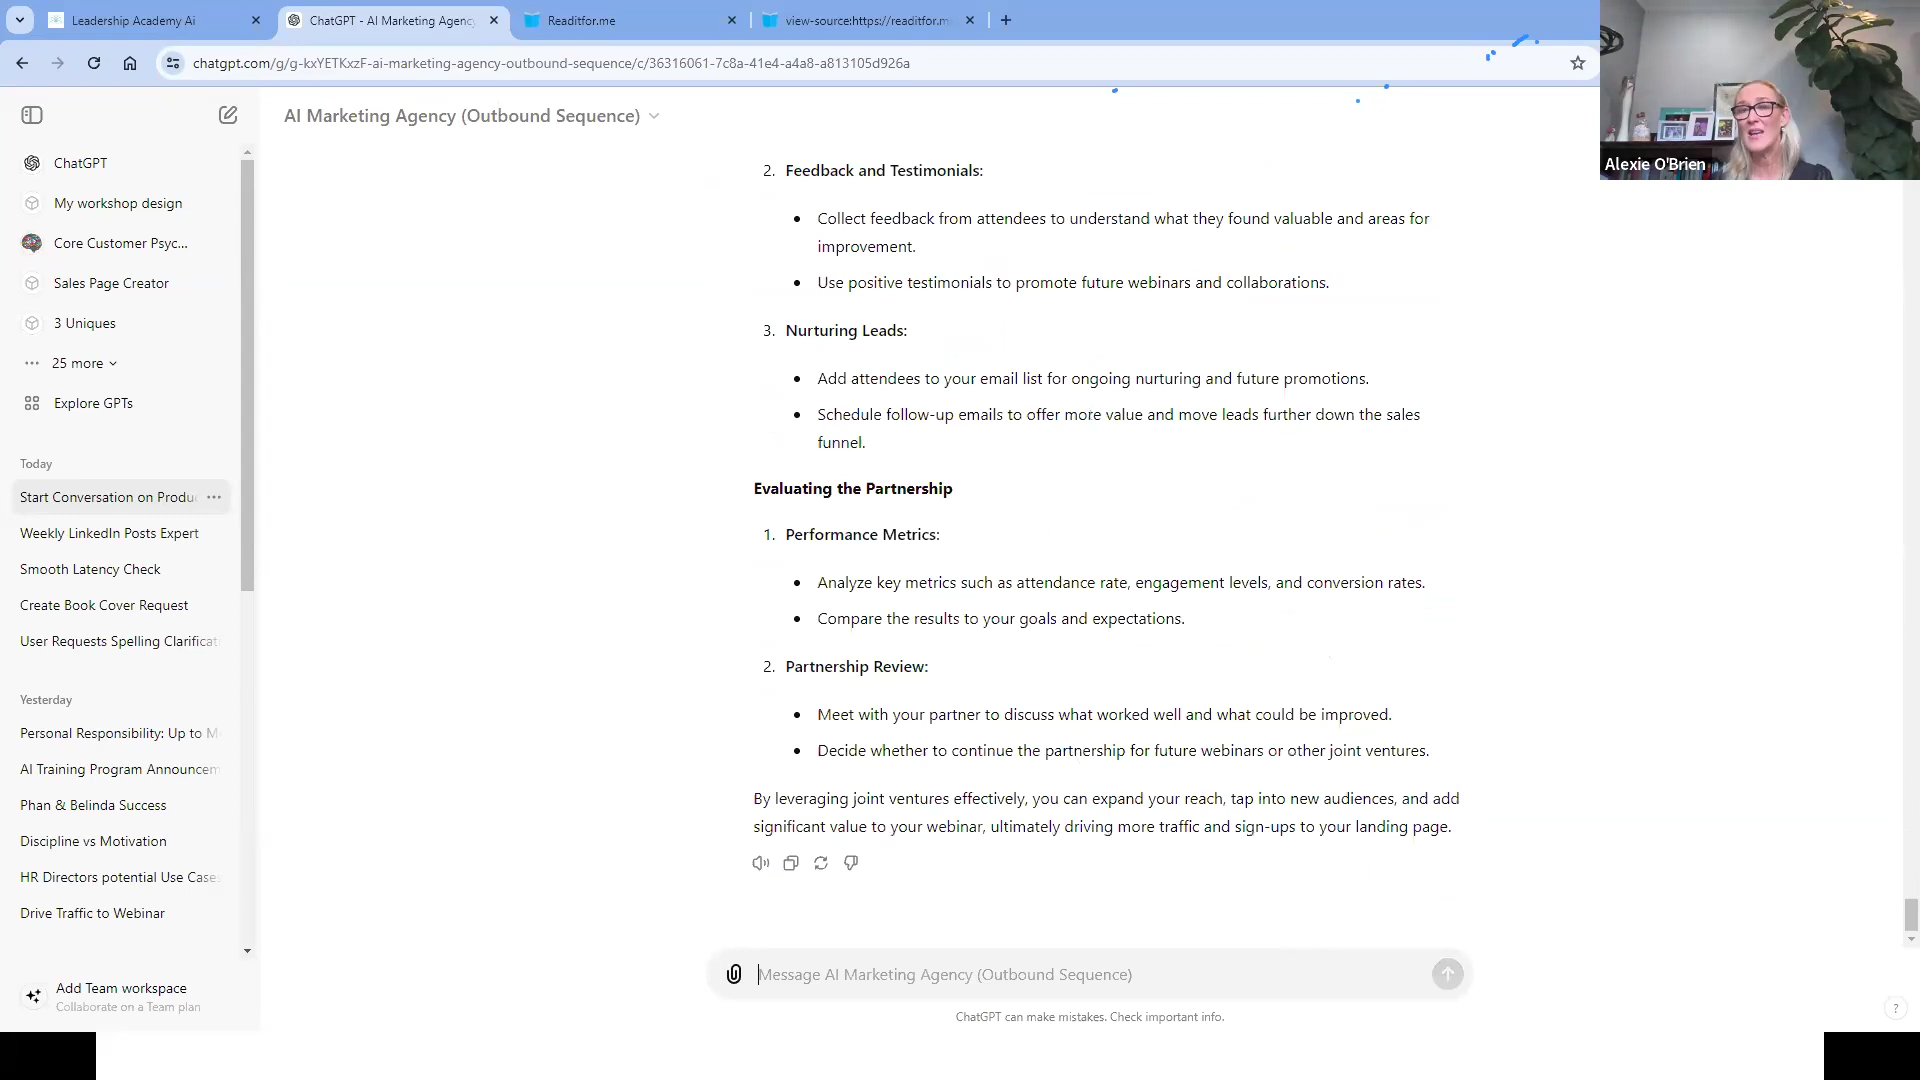 Leadership Academy Ai
ChatGPT - AI Marketing Agency
Readitfor.me
view-source:https://readitfor.m
chatgpt.com/g/g-kxYETKxzF-ai-marketing-agency-outbound-sequence/c/36316061-7c8a-41e4-a4a8-a813105d926a
Alexie O'Brien
AI Marketing Agency (Outbound Sequence)
ChatGPT
My workshop design
Core Customer Psyc...
Sales Page Creator
3 Uniques
25 more
Explore GPTs
Today
Start Conversation on Produ
Weekly LinkedIn Posts Expert
Smooth Latency Check
Create Book Cover Request
User Requests Spelling Clarificat
Yesterday
Personal Responsibility: Up to M
AI Training Program Announcem
Phan & Belinda Success
Discipline vs Motivation
HR Directors potential Use Case
Drive Traffic to Webinar
Add Team workspace
Collaborate on a Team plan
2. Feedback and Testimonials:
• Collect feedback from attendees to understand what they found valuable and areas for
improvement.
• Use positive testimonials to promote future webinars and collaborations.
3. Nurturing Leads:
• Add attendees to your email list for ongoing nurturing and future promotions.
• Schedule follow-up emails to offer more value and move leads further down the sales
funnel.
Evaluating the Partnership
1. Performance Metrics:
• Analyze key metrics such as attendance rate, engagement levels, and conversion rates.
• Compare the results to your goals and expectations.
2. Partnership Review:
• Meet with your partner to discuss what worked well and what could be improved.
• Decide whether to continue the partnership for future webinars or other joint ventures.
By leveraging joint ventures effectively, you can expand your reach, tap into new audiences, and add
significant value to your webinar, ultimately driving more traffic and sign-ups to your landing page.
Message AI Marketing Agency (Outbound Sequence)
ChatGPT can make mistakes. Check important info.
?